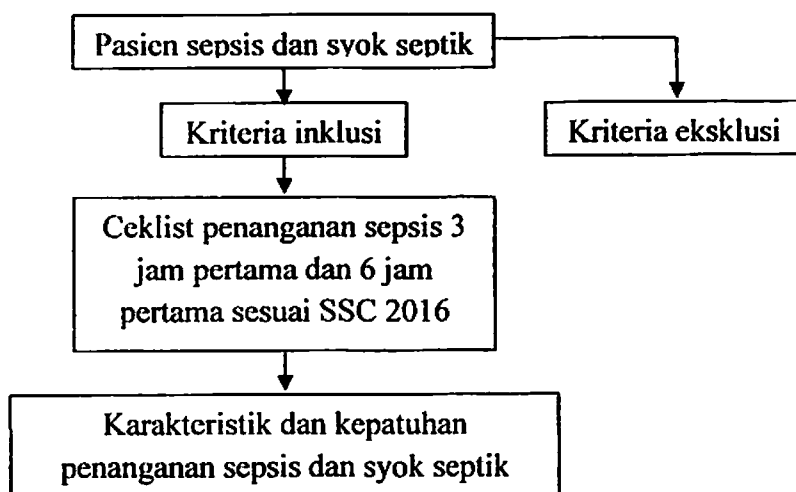 Pasien sepsis dan syok septik
Kriteria inklusi
Kriteria eksklusi
Ceklist penanganan sepsis 3
jam pertama dan 6 jam
pertama sesuai SSC 2016
Karakteristik dan kepatuhan
penanganan sepsis dan syok septik